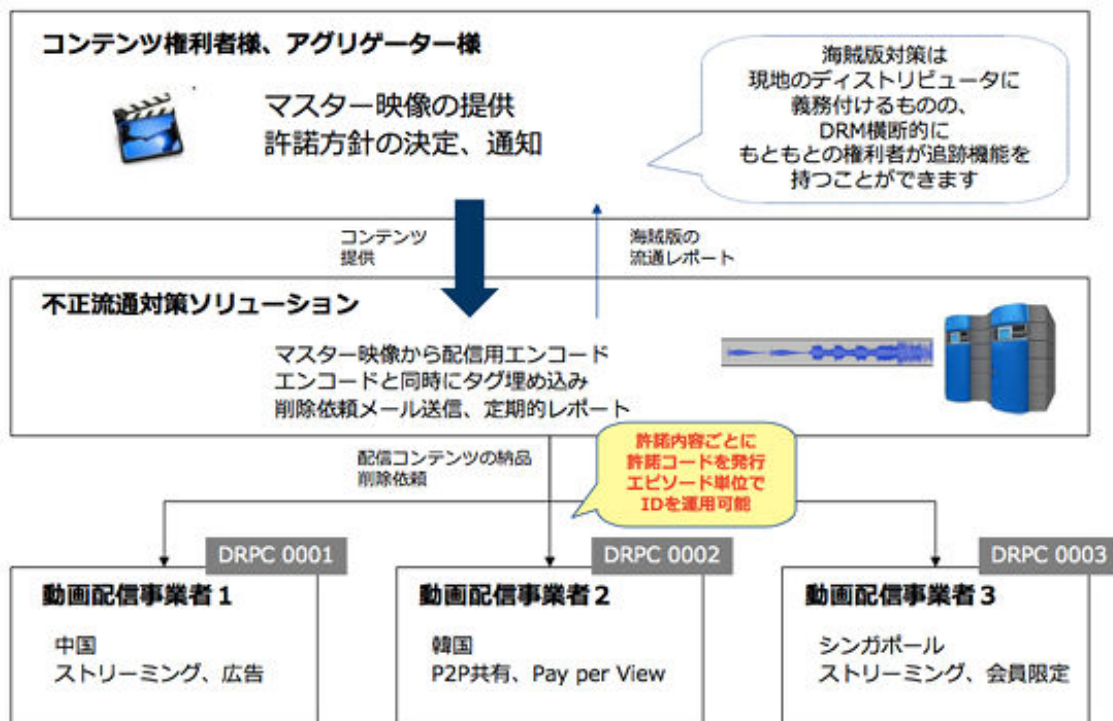 コンテンツ権利者様、アグリゲーター様
マスター映像の提供
許諾方針の決定、通知
海賊版対策は
現地のディストリビュータに
義務付けるものの、
DRM横断的に
もともとの権利者が追跡機能を
持つことができます
コンテンツ
提供
海賊版の
流通レポート
不正流通対策ソリューション
マスター映像から配信用エンコード
エンコードと同時にタグ埋め込み
削除依頼メール送信、定期的レポート
配信コンテンツの納品
削除依頼
許諾内容ごとに
許諾コードを発行
エピソード単位で
IDを運用可能
DRPC 0001
動画配信事業者1
中国
ストリーミング、広告
DRPC 0002
動画配信事業者2
韓国
P2P共有、Pay per View
DRPC 0003
動画配信事業者3
シンガポール
ストリーミング、会員限定